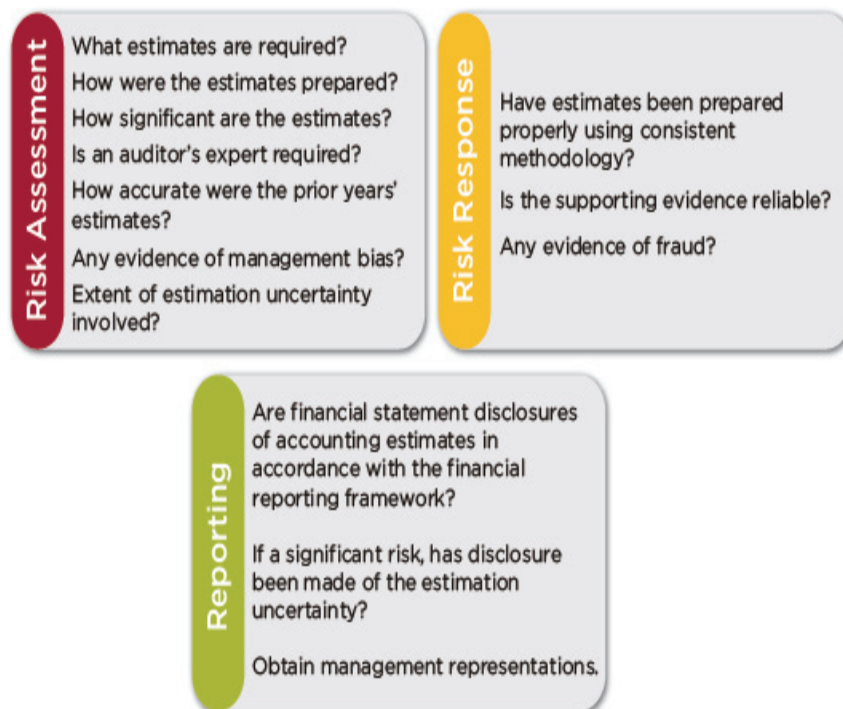 Risk Assessment
What estimates are required?
How were the estimates prepared?
How significant are the estimates?
Is an auditor's expert required?
How accurate were the prior years'
estimates?
Any evidence of management bias?
Extent of estimation uncertainty
involved?
Risk Response
Have estimates been prepared
properly using consistent
methodology?
Is the supporting evidence reliable?
Any evidence of fraud?
Reporting
Are financial statement disclosures
of accounting estimates in
accordance with the financial
reporting framework?
If a significant risk, has disclosure
been made of the estimation
uncertainty?
Obtain management representations.